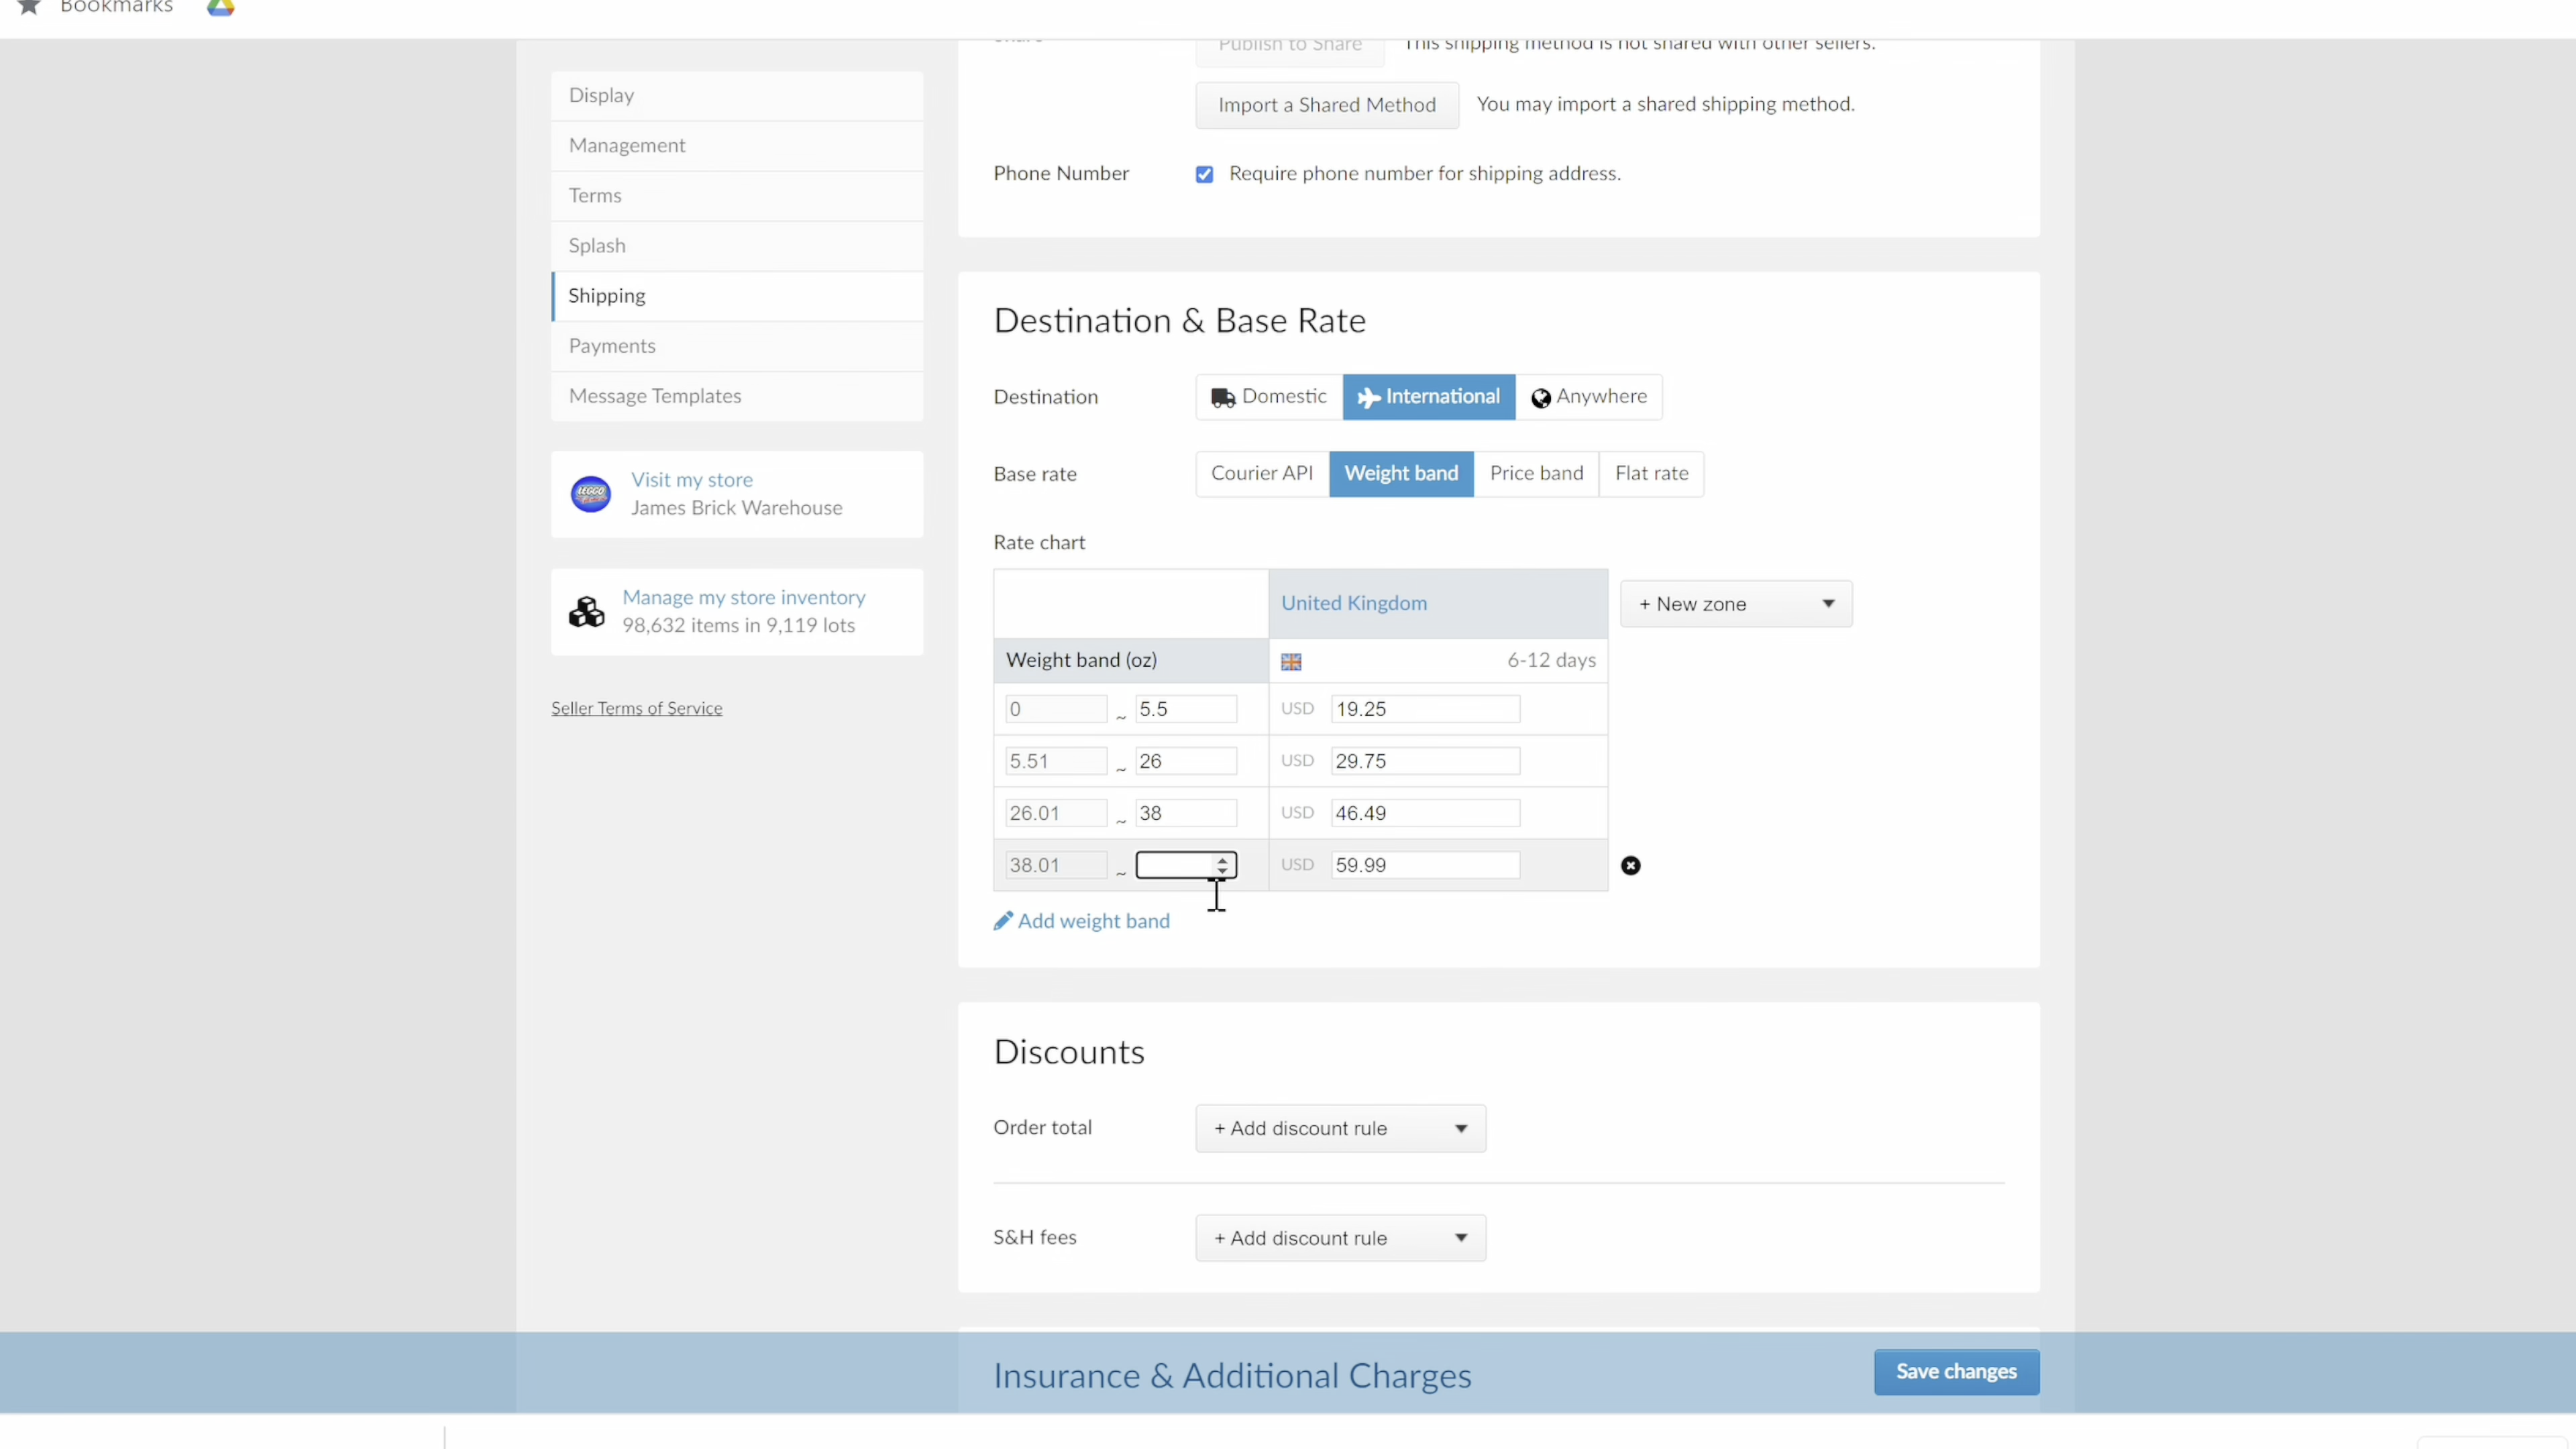 Bookmarks
Publish to Share This shipping method is not shared with other sellers.
Display
Import a Shared Method You may import a shared shipping method.
Management
Phone Number Require phone number for shipping address.
Terms
Splash
Shipping
Payments
Message Templates
Visit my store
James Brick Warehouse
Manage my store inventory
98,632 items in 9,119 lots
Seller Terms of Service
Destination & Base Rate
Destination Domestic International Anywhere
Base rate Courier API Weight band Price band Flat rate
Rate chart
United Kingdom + New zone
Weight band (oz) 6-12 days
0 ~ 5.5 USD 19.25
5.51 ~ 26 USD 29.75
26.01 ~ 38 USD 46.49
38.01 ~ USD 59.99
Add weight band
Discounts
Order total + Add discount rule
S&H fees + Add discount rule
Insurance & Additional Charges Save changes